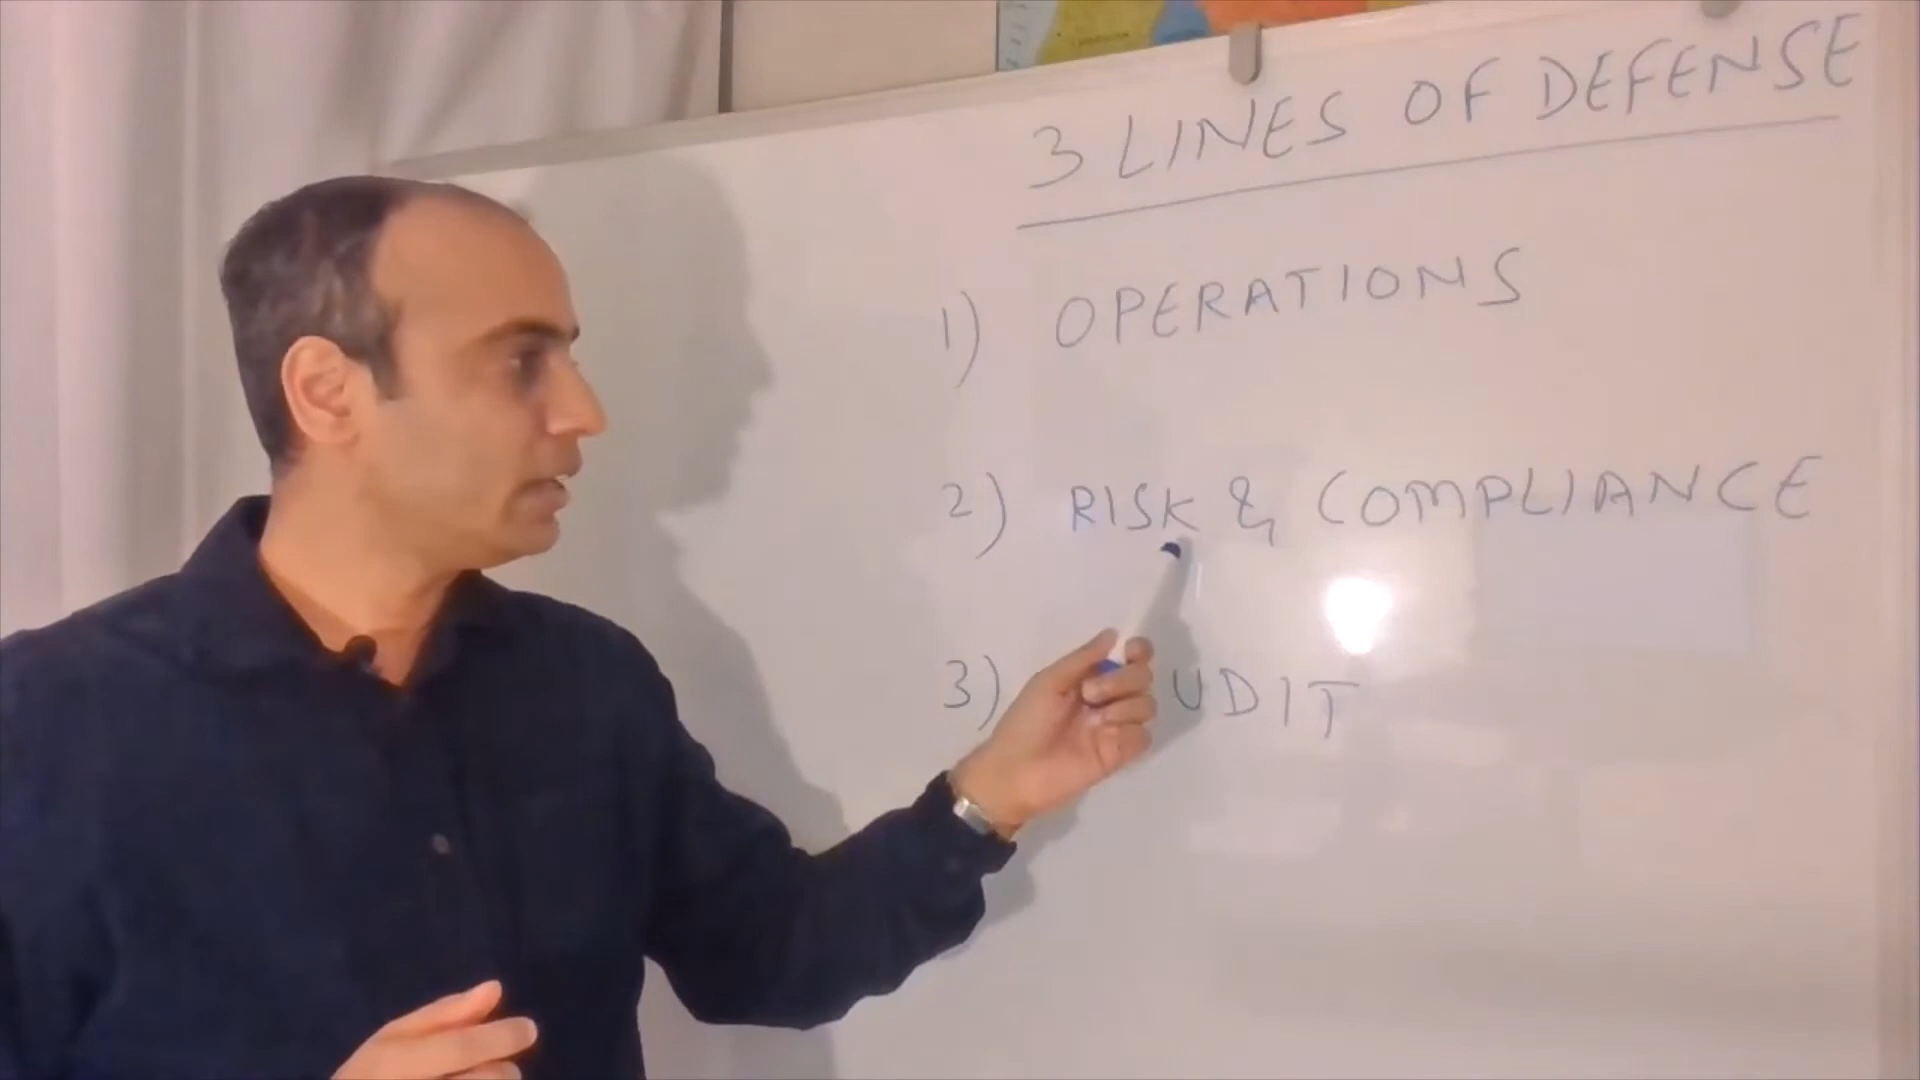 3 LINES OF DEFENSE
1) OPERATIONS
2) RISK & COMPLIANCE
3) UDIT